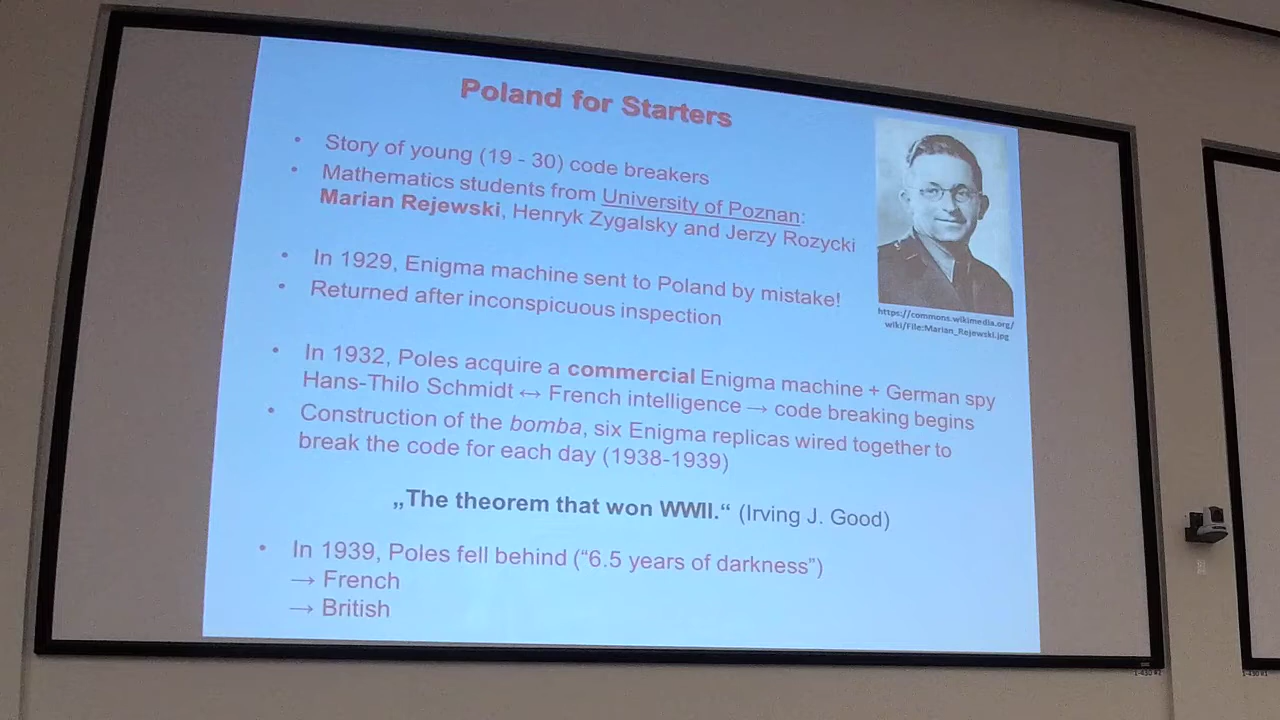 Poland for Starters
• Story of young (19 - 30) code breakers
• Mathematics students from University of Poznan:
Marian Rejewski, Henryk Zygalsky and Jerzy Rozycki
• In 1929, Enigma machine sent to Poland by mistake!
• Returned after inconspicuous inspection
https://commons.wikimedia.org/
wiki/File:Marian_Rejewski.jpg
• In 1932, Poles acquire a commercial Enigma machine + German spy
Hans-Thilo Schmidt ↔ French intelligence → code breaking begins
• Construction of the bomba, six Enigma replicas wired together to
break the code for each day (1938-1939)
„The theorem that won WWII.“ (Irving J. Good)
• In 1939, Poles fell behind (“6.5 years of darkness”)
→ French
→ British